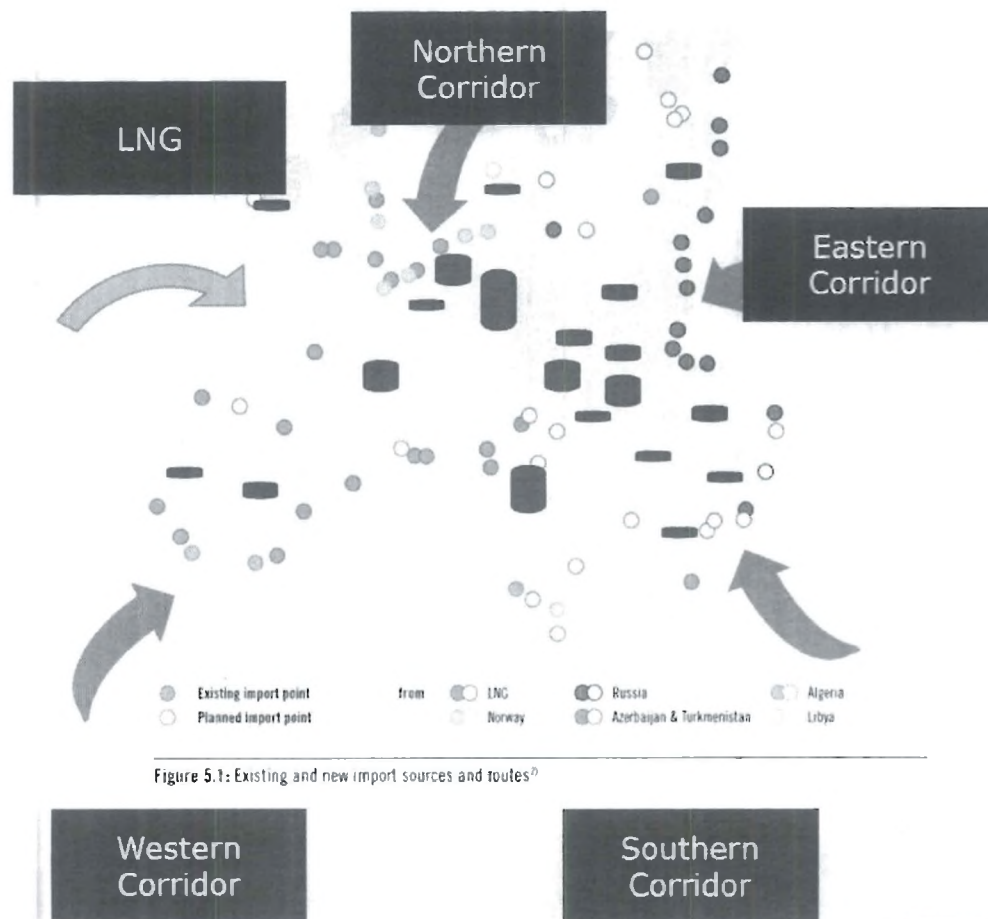 Northern
Corridor
LNG
Eastern
Corridor
Existing import point
Planned import point
from
LNG
Norway
Russia
Azerbaijan & Turkmenistan
Algeria
Libya
Figure 5.1: Existing and new import sources and routes²⁾
Western
Corridor
Southern
Corridor